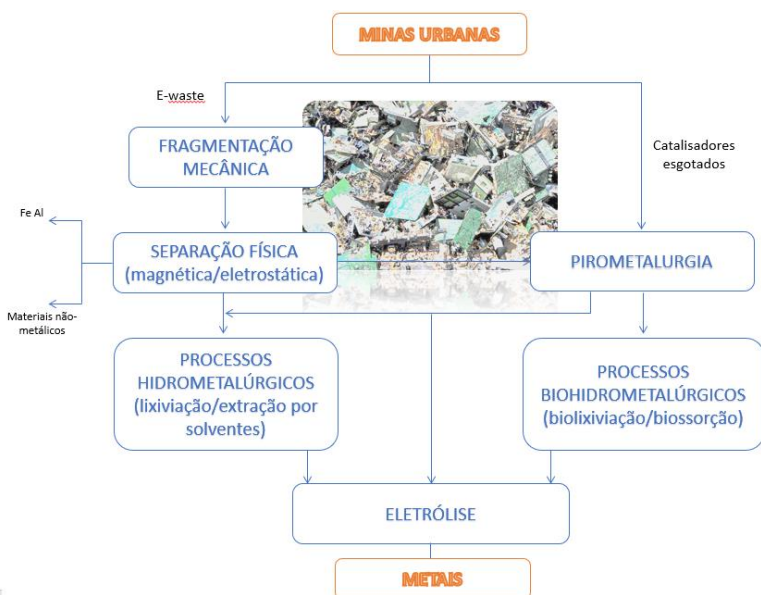 MINAS URBANAS
E-waste
FRAGMENTAÇÃO
MECÂNICA
Catalisadores
esgotados
Fe Al
SEPARAÇÃO FÍSICA
(magnética/eletrostática)
PIROMETALURGIA
Materiais não-
metálicos
PROCESSOS
HIDROMETALÚRGICOS
(lixiviação/extração por
solventes)
PROCESSOS
BIOHIDROMETALÚRGICOS
(biolixiviação/biossorção)
ELETRÓLISE
METAIS